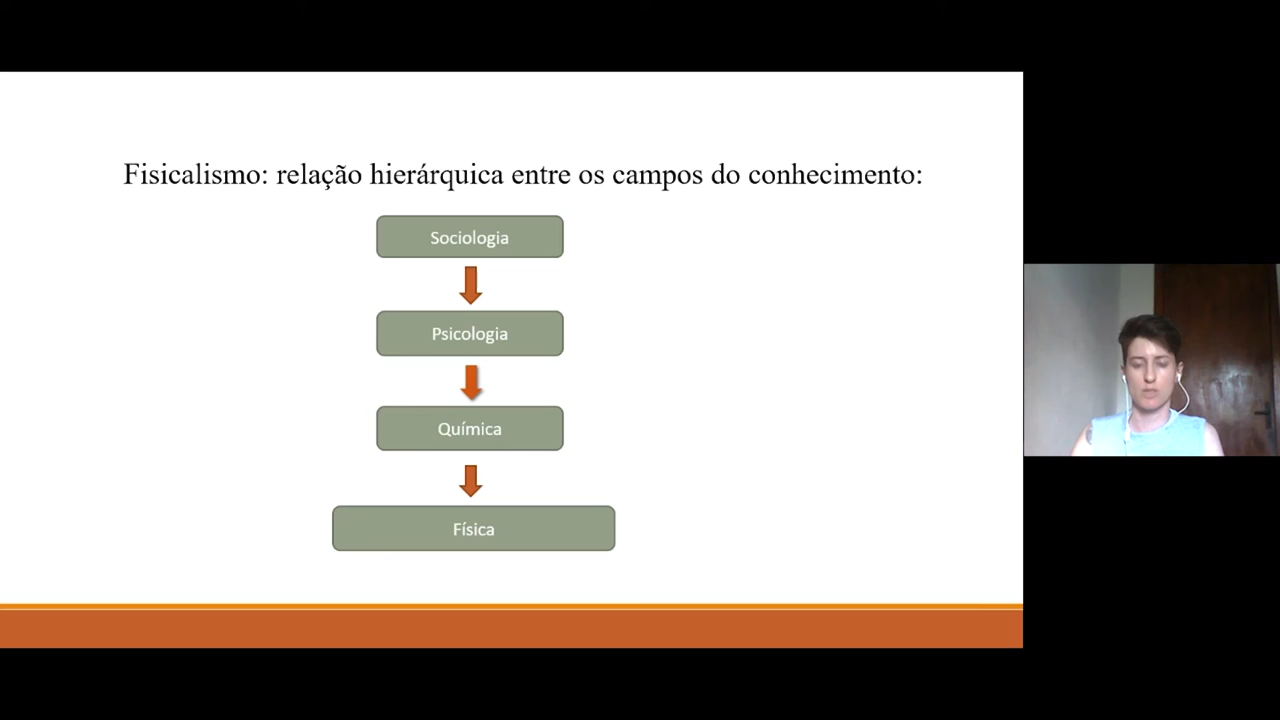 Fisicalismo: relação hierárquica entre os campos do conhecimento:
Sociologia
Psicologia
Química
Física